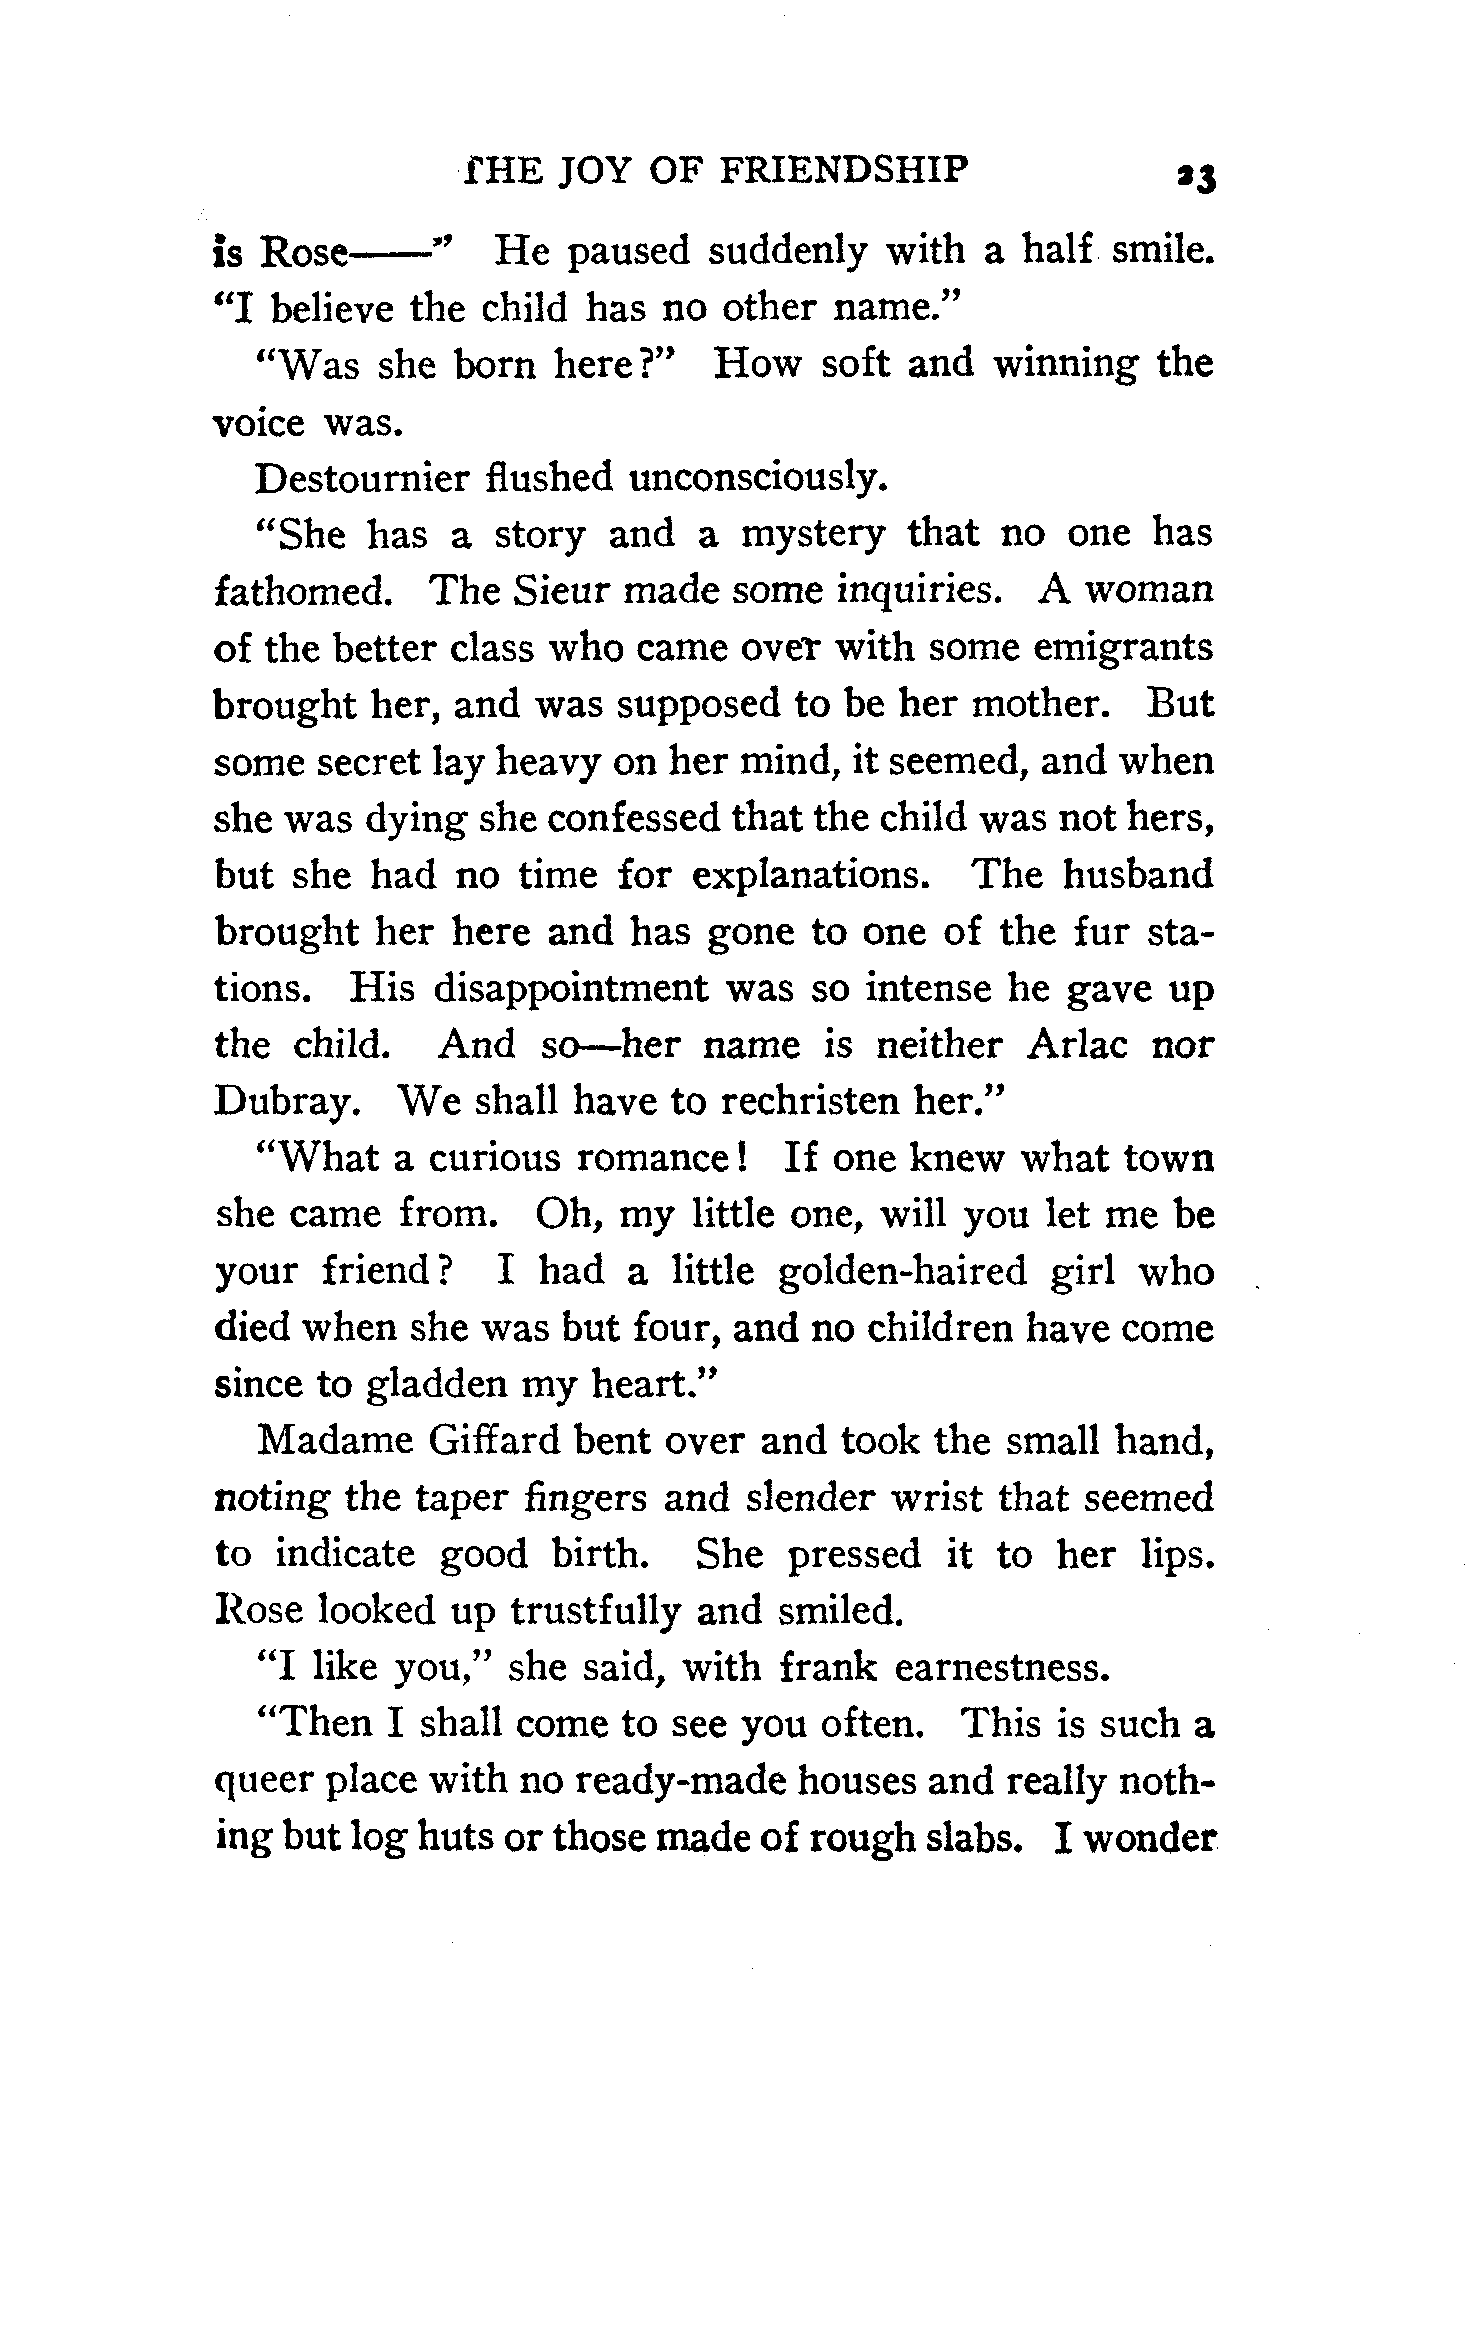 THE JOY OF FRIENDSHIP 23
is Rose——” He paused suddenly with a half smile.
“I believe the child has no other name.”
“Was she born here?” How soft and winning the
voice was.
Destournier flushed unconsciously.
“She has a story and a mystery that no one has
fathomed. The Sieur made some inquiries. A woman
of the better class who came over with some emigrants
brought her, and was supposed to be her mother. But
some secret lay heavy on her mind, it seemed, and when
she was dying she confessed that the child was not hers,
but she had no time for explanations. The husband
brought her here and has gone to one of the fur sta-
tions. His disappointment was so intense he gave up
the child. And so—her name is neither Arlac nor
Dubray. We shall have to rechristen her.”
“What a curious romance! If one knew what town
she came from. Oh, my little one, will you let me be
your friend? I had a little golden-haired girl who
died when she was but four, and no children have come
since to gladden my heart.”
Madame Giffard bent over and took the small hand,
noting the taper fingers and slender wrist that seemed
to indicate good birth. She pressed it to her lips.
Rose looked up trustfully and smiled.
“I like you,” she said, with frank earnestness.
“Then I shall come to see you often. This is such a
queer place with no ready-made houses and really noth-
ing but log huts or those made of rough slabs. I wonder